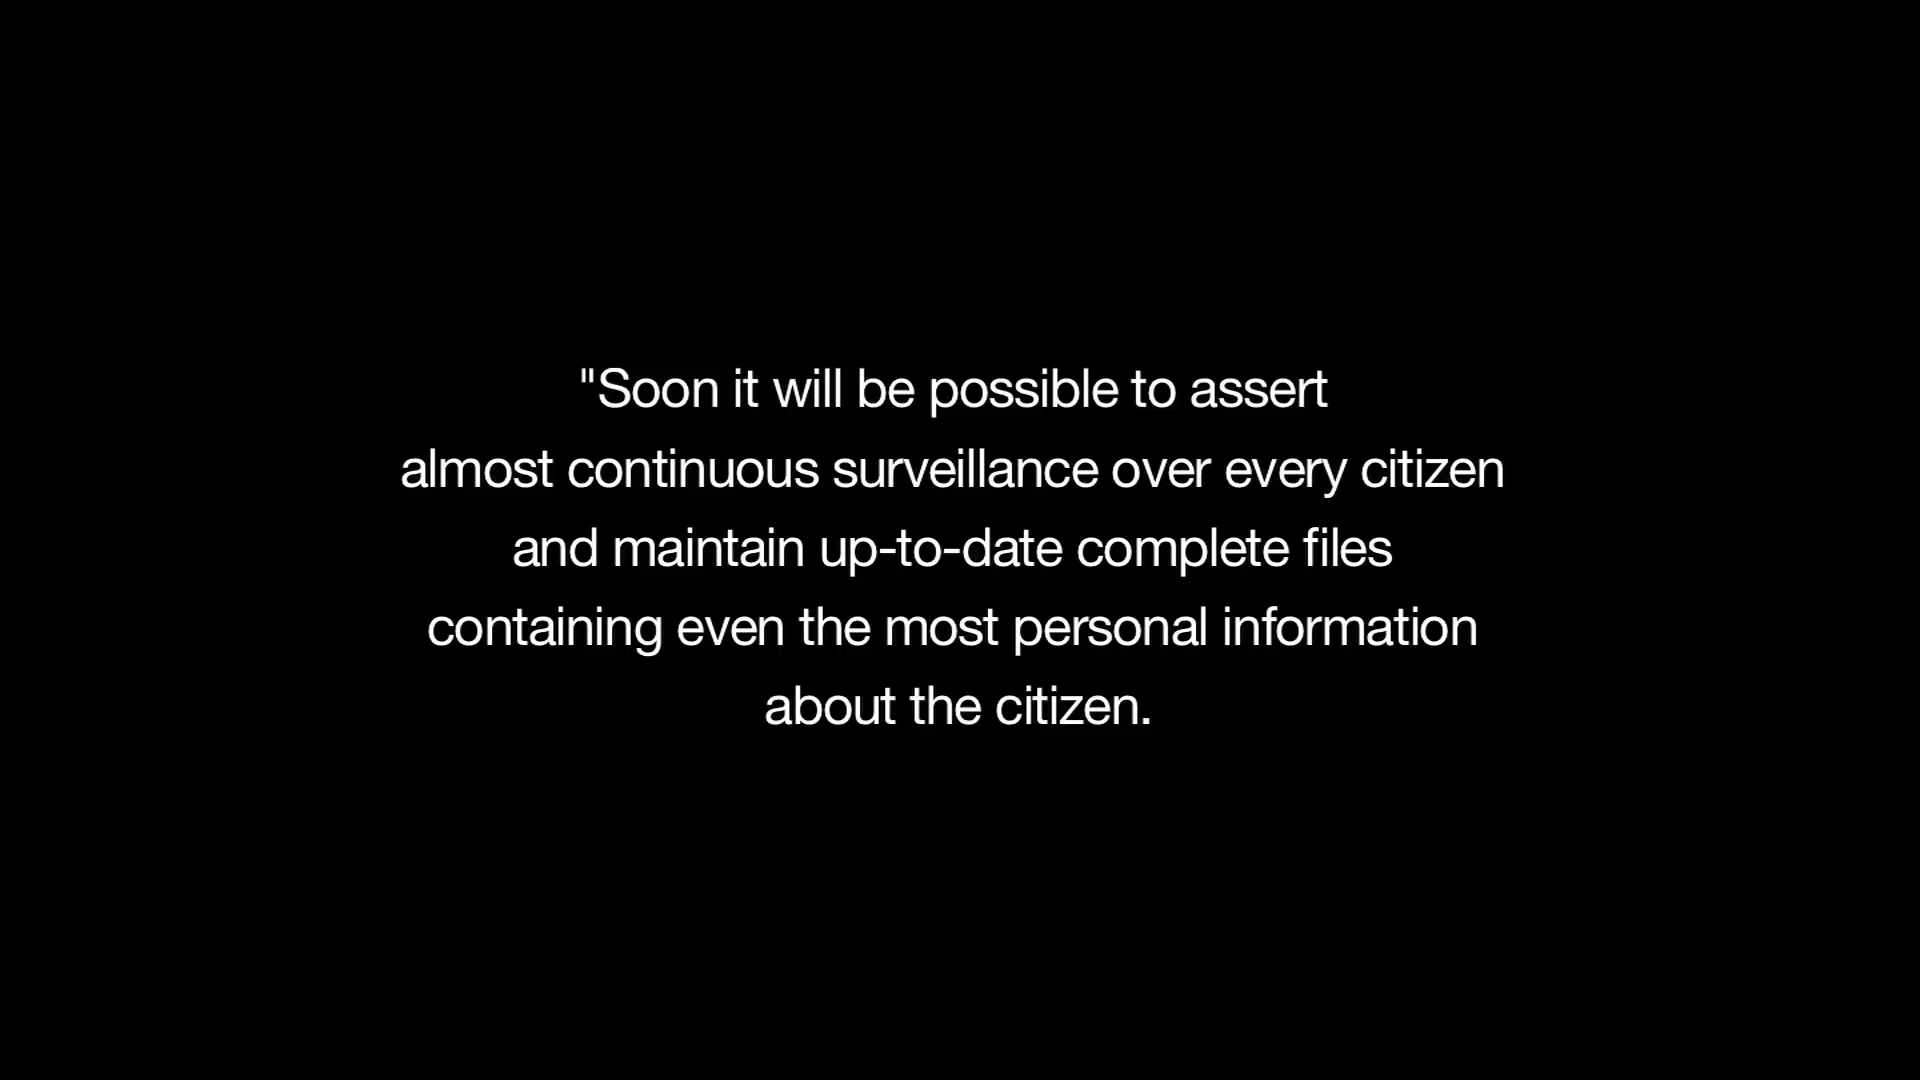 "Soon it will be possible to assert
almost continuous surveillance over every citizen
and maintain up-to-date complete files
containing even the most personal information
about the citizen.